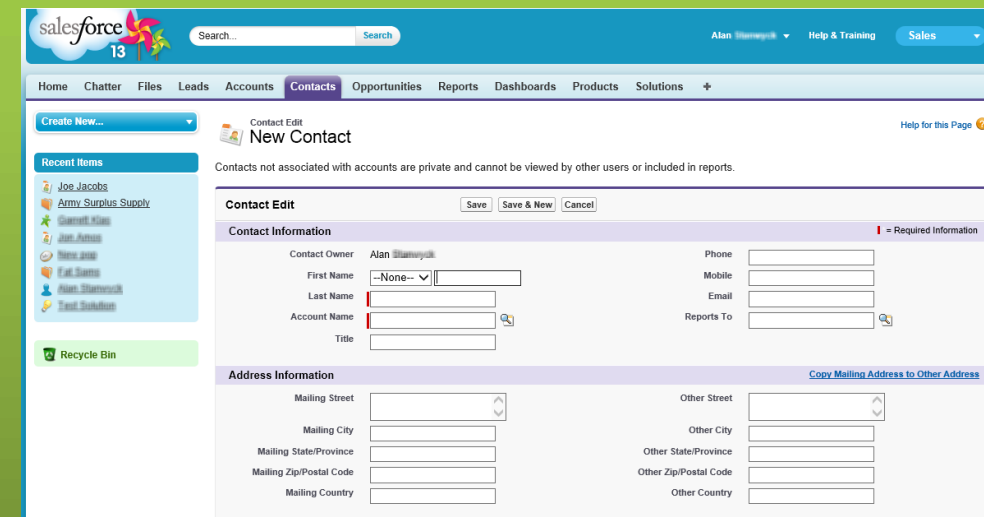 salesforce
13
Search...
Search
Alan
Help & Training
Sales
Home Chatter Files Leads Accounts Contacts Opportunities Reports Dashboards Products Solutions +
Create New...
Contact Edit
New Contact
Help for this Page
Recent Items
Joe Jacobs
Army Surplus Supply
Test Solution
Recycle Bin
Contacts not associated with accounts are private and cannot be viewed by other users or included in reports.
Contact Edit
Save Save & New Cancel
Contact Information
= Required Information
Contact Owner Alan
Phone
First Name --None--
Mobile
Last Name
Email
Account Name
Reports To
Title
Address Information
Copy Mailing Address to Other Address
Mailing Street
Other Street
Mailing City
Other City
Mailing State/Province
Other State/Province
Mailing Zip/Postal Code
Other Zip/Postal Code
Mailing Country
Other Country